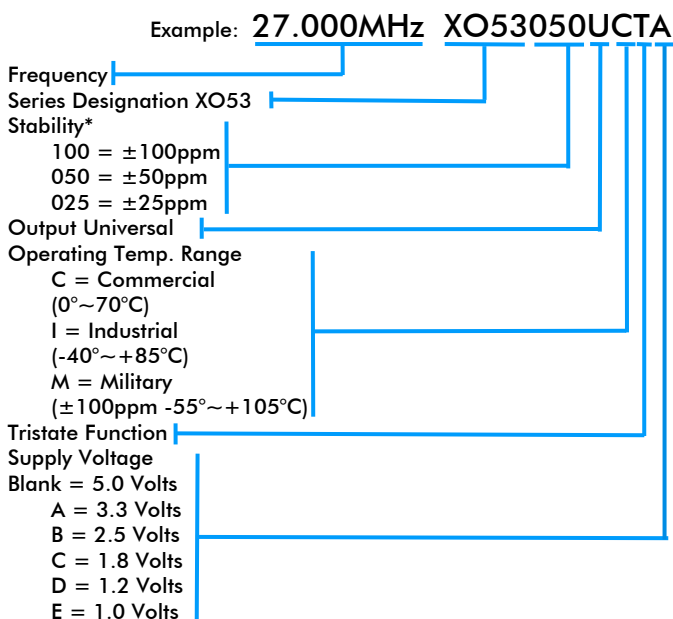 Example: 27.000MHz XO53050UCTA
Frequency
Series Designation XO53
Stability*
100 = ±100ppm
050 = ±50ppm
025 = ±25ppm
Output Universal
Operating Temp. Range
C = Commercial
(0°~70°C)
I = Industrial
(-40°~+85°C)
M = Military
(±100ppm -55°~+105°C)
Tristate Function
Supply Voltage
Blank = 5.0 Volts
A = 3.3 Volts
B = 2.5 Volts
C = 1.8 Volts
D = 1.2 Volts
E = 1.0 Volts